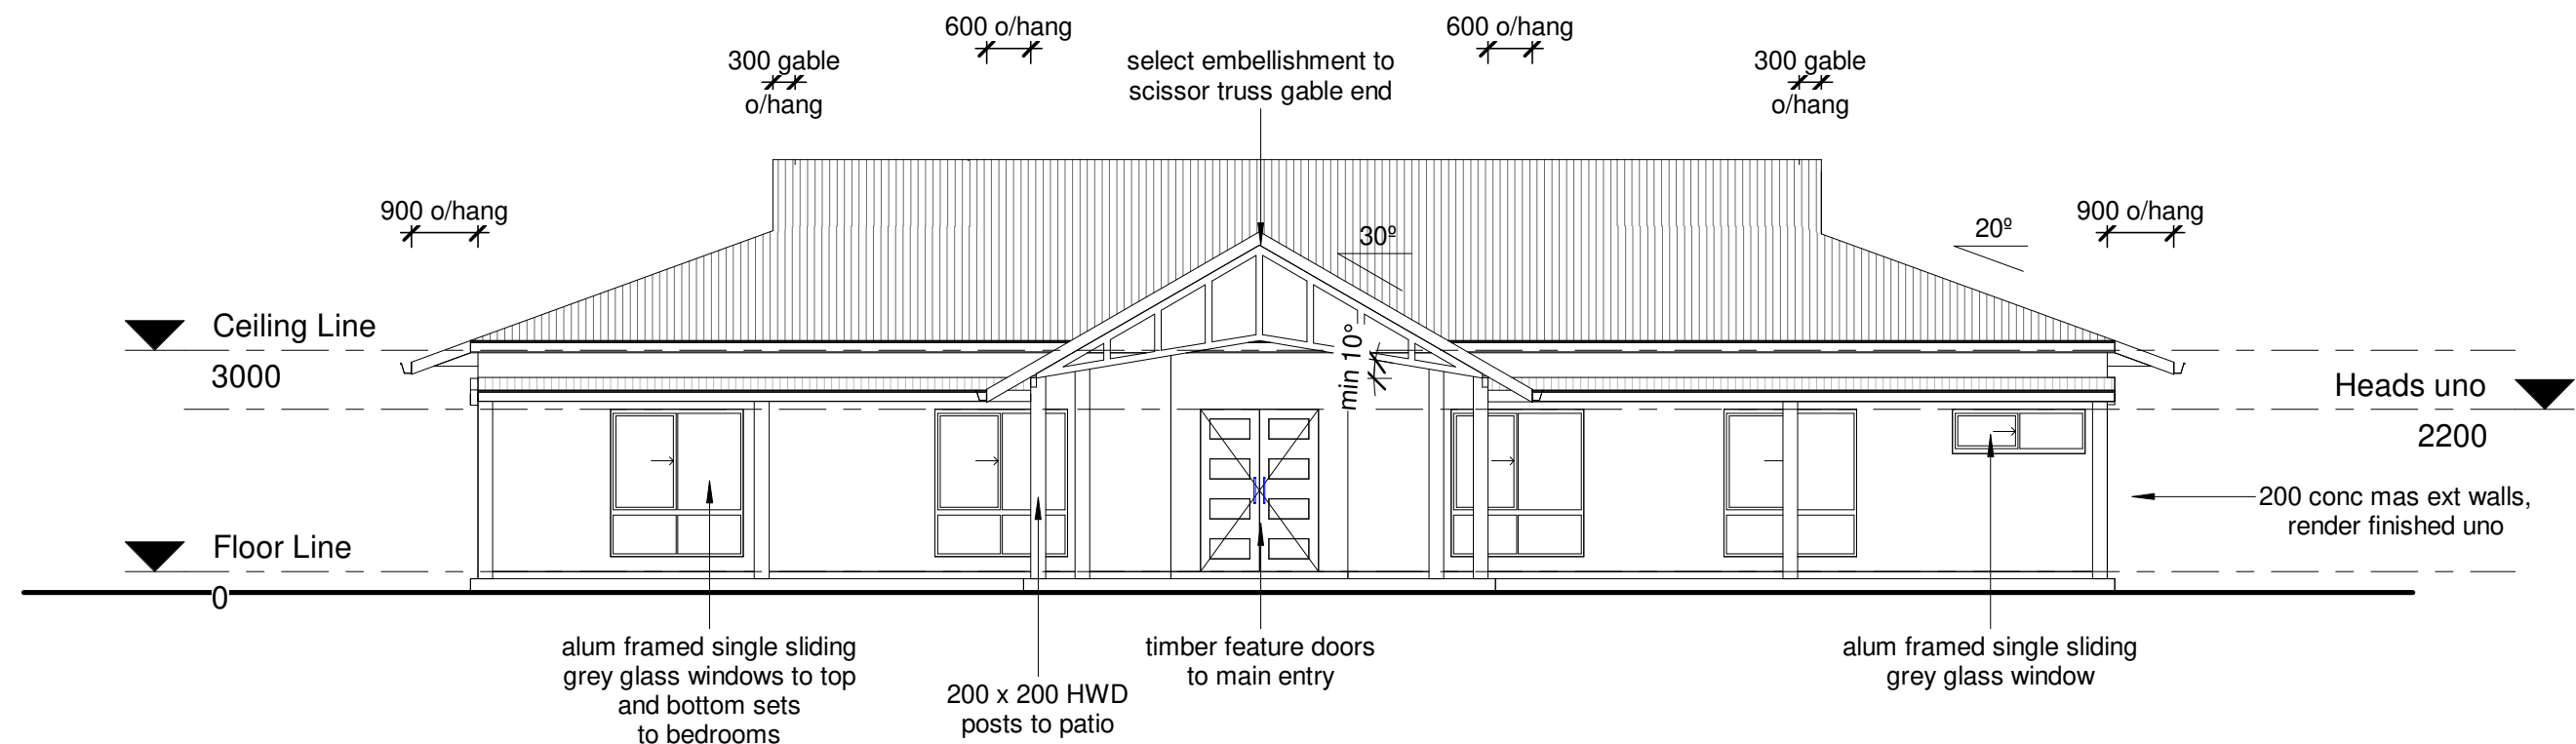 600 o/hang
600 o/hang
300 gable
o/hang
select embellishment to
scissor truss gable end
300 gable
o/hang
900 o/hang
900 o/hang
30º
20º
Ceiling Line
3000
min 10°
Heads uno
2200
200 conc mas ext walls,
render finished uno
Floor Line
0
alum framed single sliding
grey glass windows to top
and bottom sets
to bedrooms
200 x 200 HWD
posts to patio
timber feature doors
to main entry
alum framed single sliding
grey glass window